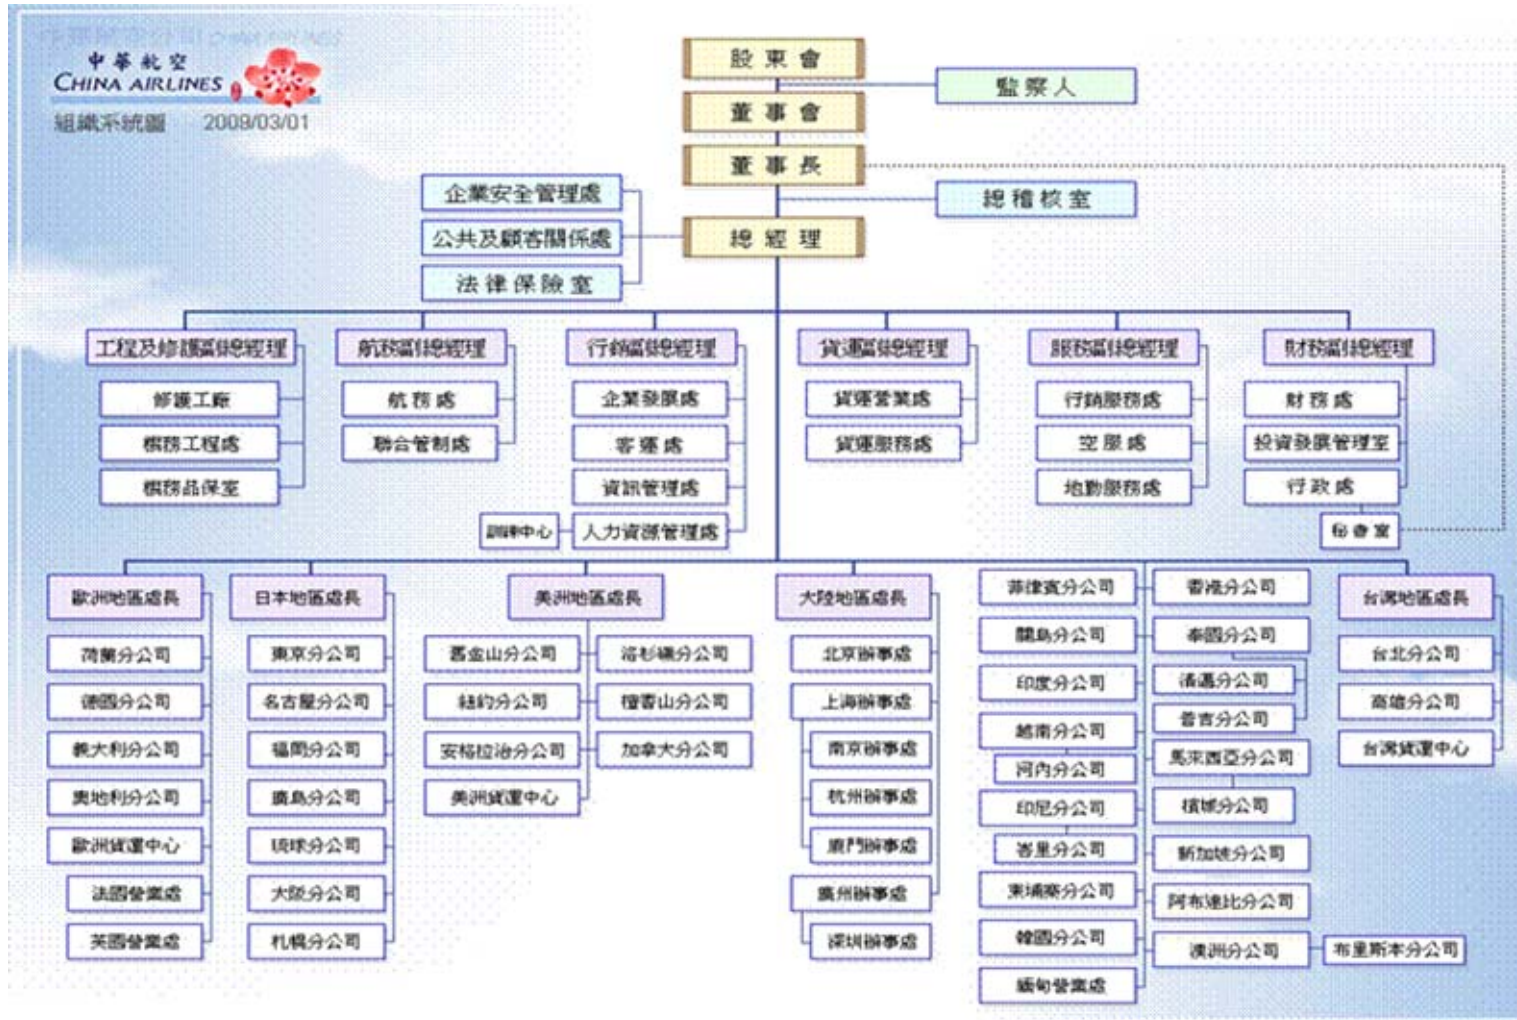 中華航空
CHINA AIRLINES
組織系統圖 2009/03/01
股東會
監察人
董事會
董事長
總稽核室
企業安全管理處
公共及顧客關係處
法律保險室
總經理
工程及修護副總經理
修護工廠
機務工程處
機務品保室
航務副總經理
航務處
聯合管制處
行銷副總經理
企業發展處
客運處
資訊管理處
人力資源管理處
訓練中心
貨運副總經理
貨運營業處
貨運服務處
服務副總經理
行銷服務處
空服處
地勤服務處
財務副總經理
財務處
投資發展管理室
行政處
秘書室
歐洲地區處長
荷蘭分公司
德國分公司
義大利分公司
奧地利分公司
歐洲貨運中心
法國營業處
英國營業處
日本地區處長
東京分公司
名古屋分公司
福岡分公司
廣島分公司
琉球分公司
大阪分公司
札幌分公司
美洲地區處長
舊金山分公司
洛杉磯分公司
紐約分公司
檀香山分公司
安格拉治分公司
加拿大分公司
美洲貨運中心
大陸地區處長
北京辦事處
上海辦事處
南京辦事處
杭州辦事處
廈門辦事處
廣州辦事處
深圳辦事處
菲律賓分公司
關島分公司
印度分公司
越南分公司
河內分公司
印尼分公司
峇里分公司
柬埔寨分公司
韓國分公司
緬甸營業處
香港分公司
泰國分公司
清邁分公司
普吉分公司
馬來西亞分公司
檳城分公司
新加坡分公司
阿布達比分公司
澳洲分公司
布里斯本分公司
台灣地區處長
台北分公司
高雄分公司
台灣貨運中心